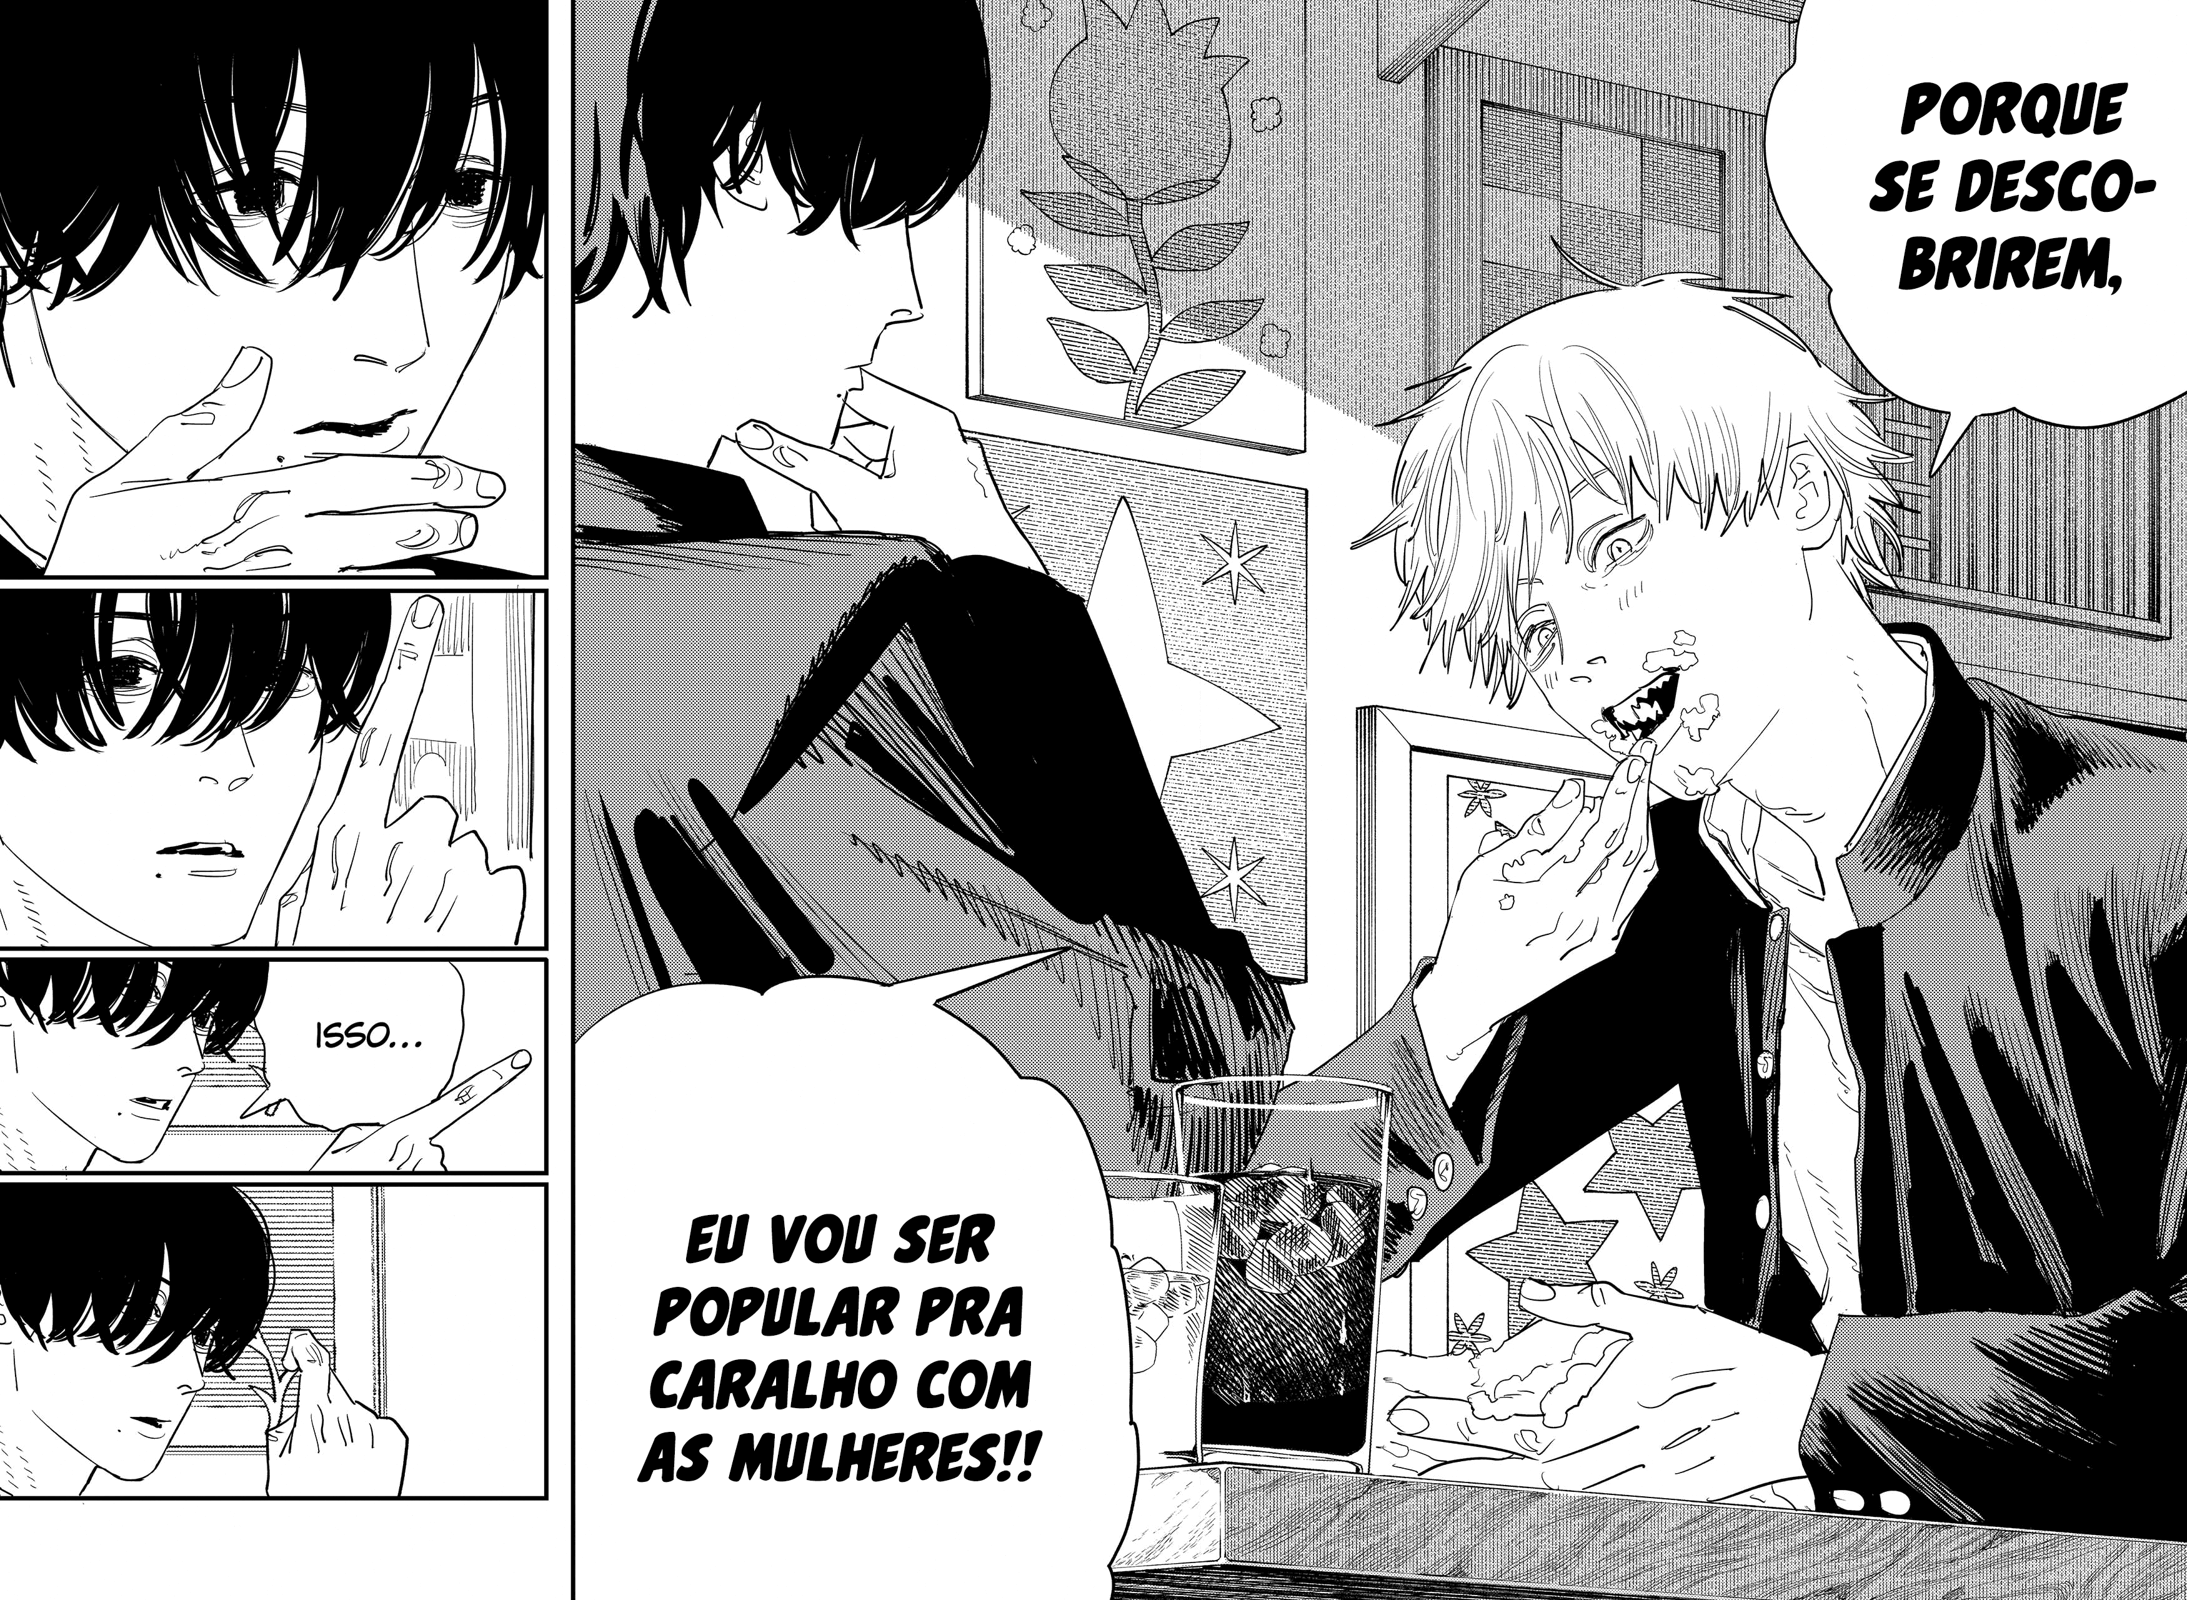 PORQUE
SE DESCO-
BRIREM,
EU VOU SER
POPULAR PRA
CARALHO COM
AS MULHERES!!
ISSO...